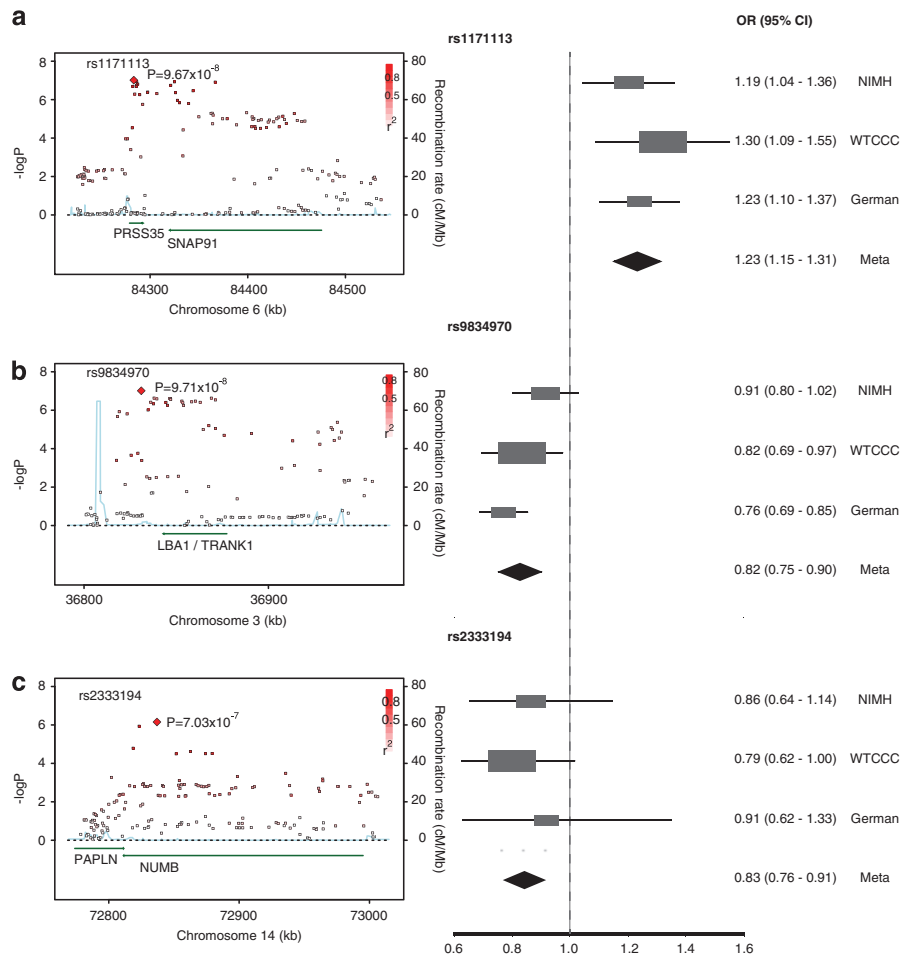 a
OR (95% CI)
rs1171113
8
6
4
2
0
-logP
rs1171113
P=9.67x10-8
0.8
0.5
r2
80
60
40
20
0
Recombination rate (cM/Mb)
PRSS35
SNAP91
84300
84400
84500
Chromosome 6 (kb)
1.19 (1.04 - 1.36) NIMH
1.30 (1.09 - 1.55) WTCCC
1.23 (1.10 - 1.37) German
1.23 (1.15 - 1.31) Meta
b
rs9834970
8
6
4
2
0
-logP
rs9834970
P=9.71x10-8
0.8
0.5
r2
80
60
40
20
0
Recombination rate (cM/Mb)
LBA1 / TRANK1
36800
36900
Chromosome 3 (kb)
0.91 (0.80 - 1.02) NIMH
0.82 (0.69 - 0.97) WTCCC
0.76 (0.69 - 0.85) German
0.82 (0.75 - 0.90) Meta
c
rs2333194
8
6
4
2
0
-logP
rs2333194
P=7.03x10-7
0.8
0.5
r2
80
60
40
20
0
Recombination rate (cM/Mb)
PAPLN
NUMB
72800
72900
73000
Chromosome 14 (kb)
0.86 (0.64 - 1.14) NIMH
0.79 (0.62 - 1.00) WTCCC
0.91 (0.62 - 1.33) German
0.83 (0.76 - 0.91) Meta
0.6 0.8 1.0 1.2 1.4 1.6